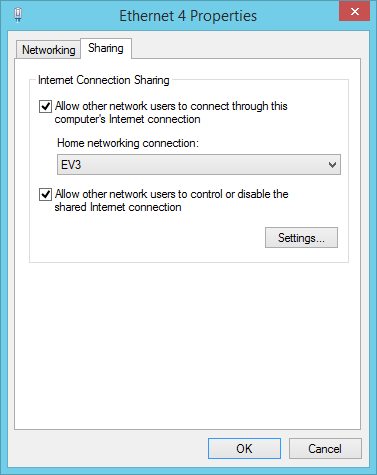 Ethernet 4 Properties
Networking
Sharing
Internet Connection Sharing
Allow other network users to connect through this
computer's Internet connection
Home networking connection:
EV3
Allow other network users to control or disable the
shared Internet connection
Settings...
OK
Cancel